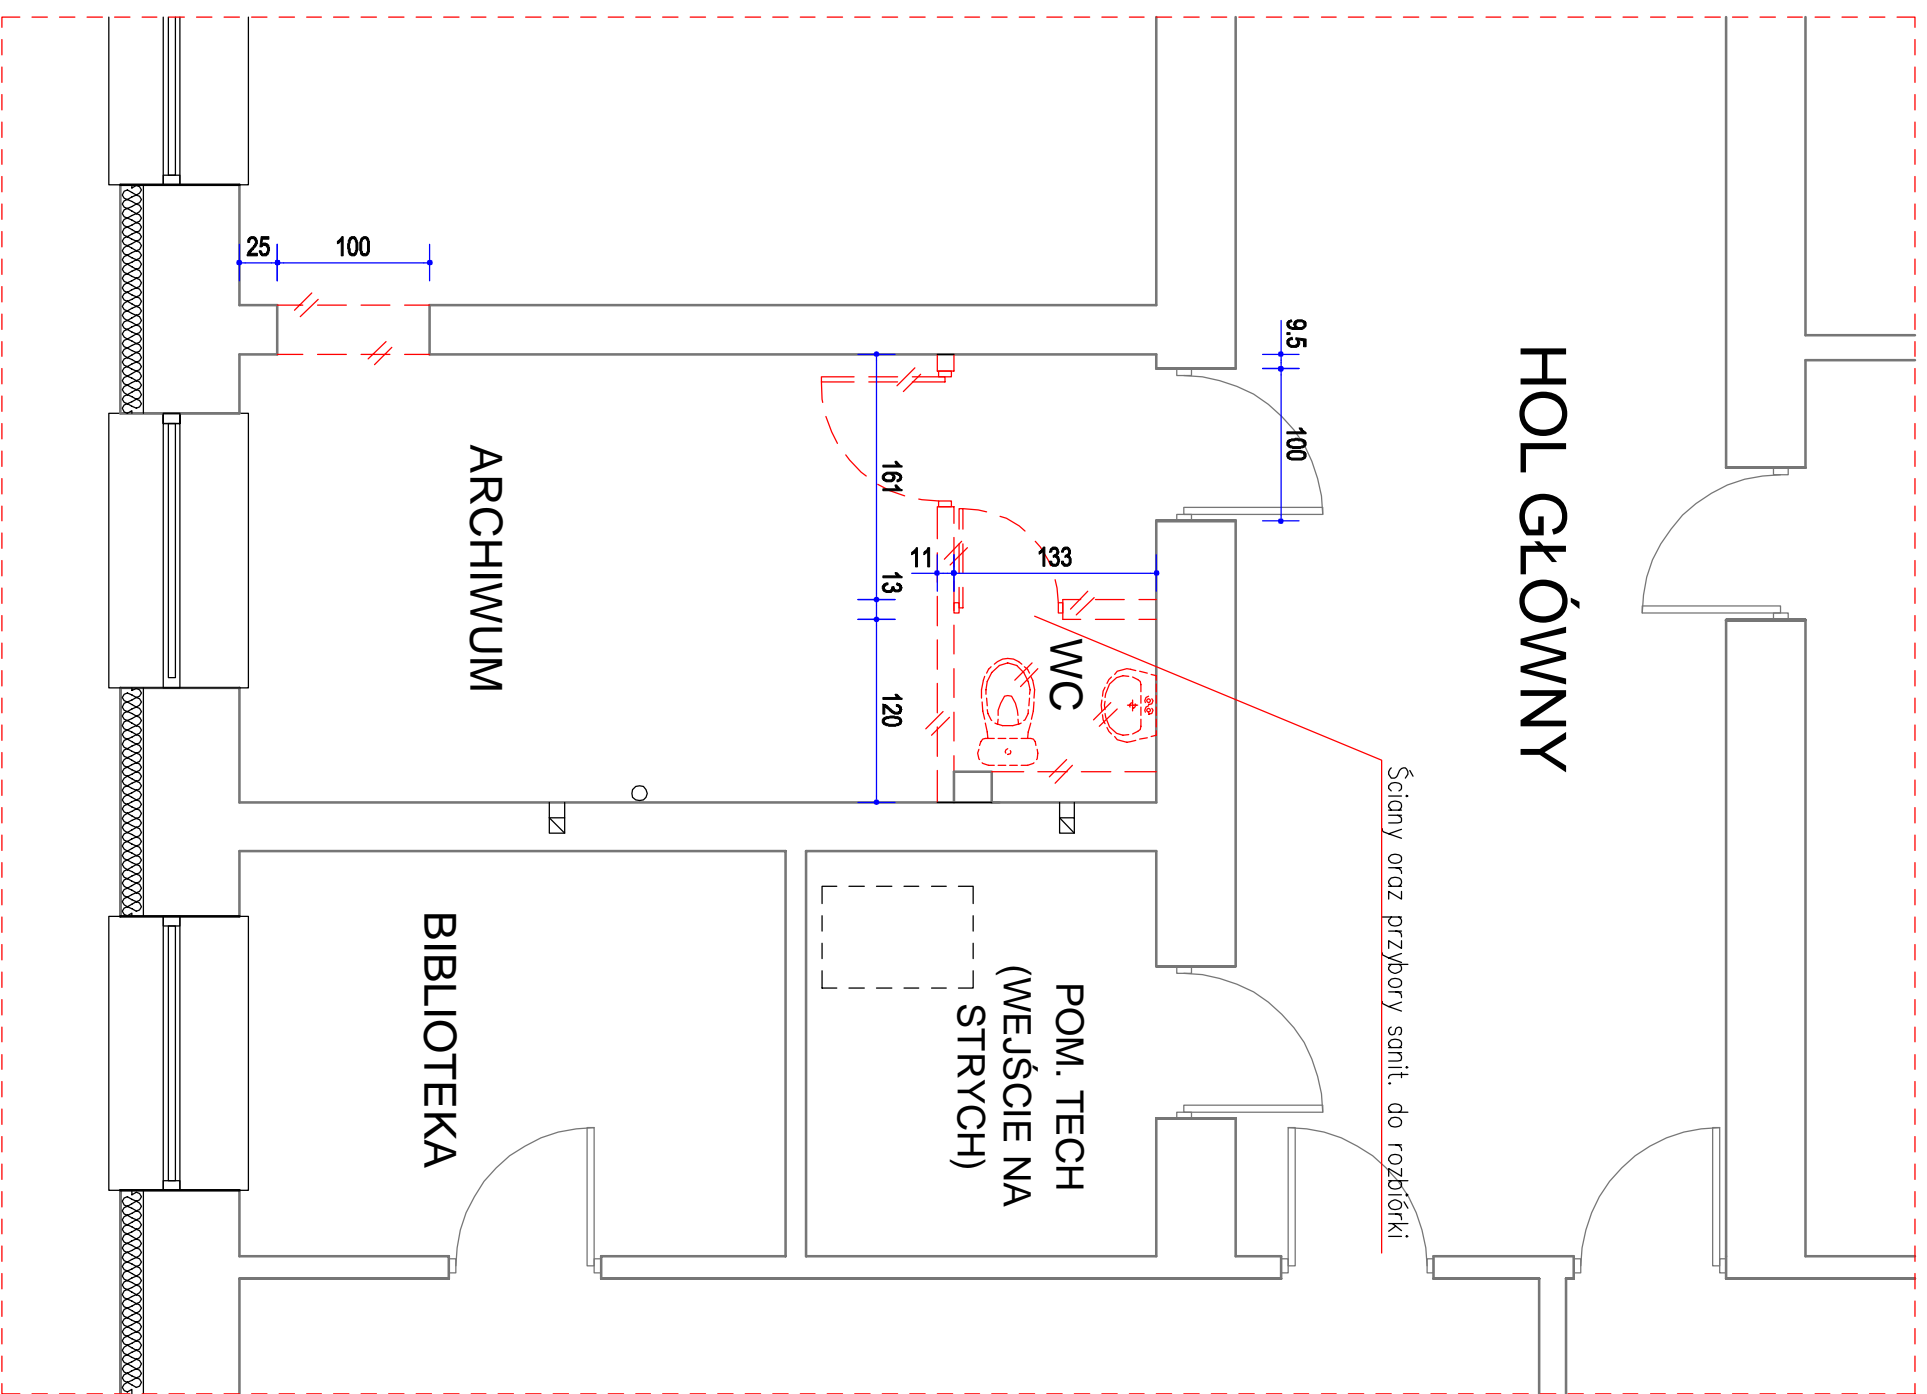 HOL GŁÓWNY
Ściany oraz przybory sanit. do rozbiórki
9.5
100
WC
133
11
161
13
120
POM. TECH
(WEJŚCIE NA
STRYCH)
ARCHIWUM
BIBLIOTEKA
25
100